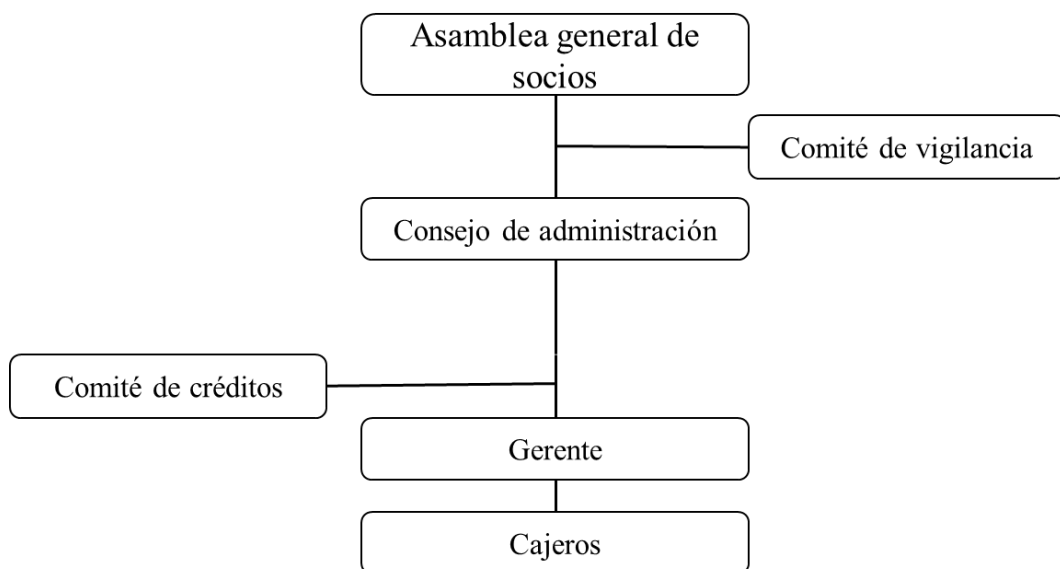 Asamblea general de
socios
Comité de vigilancia
Consejo de administración
Comité de créditos
Gerente
Cajeros